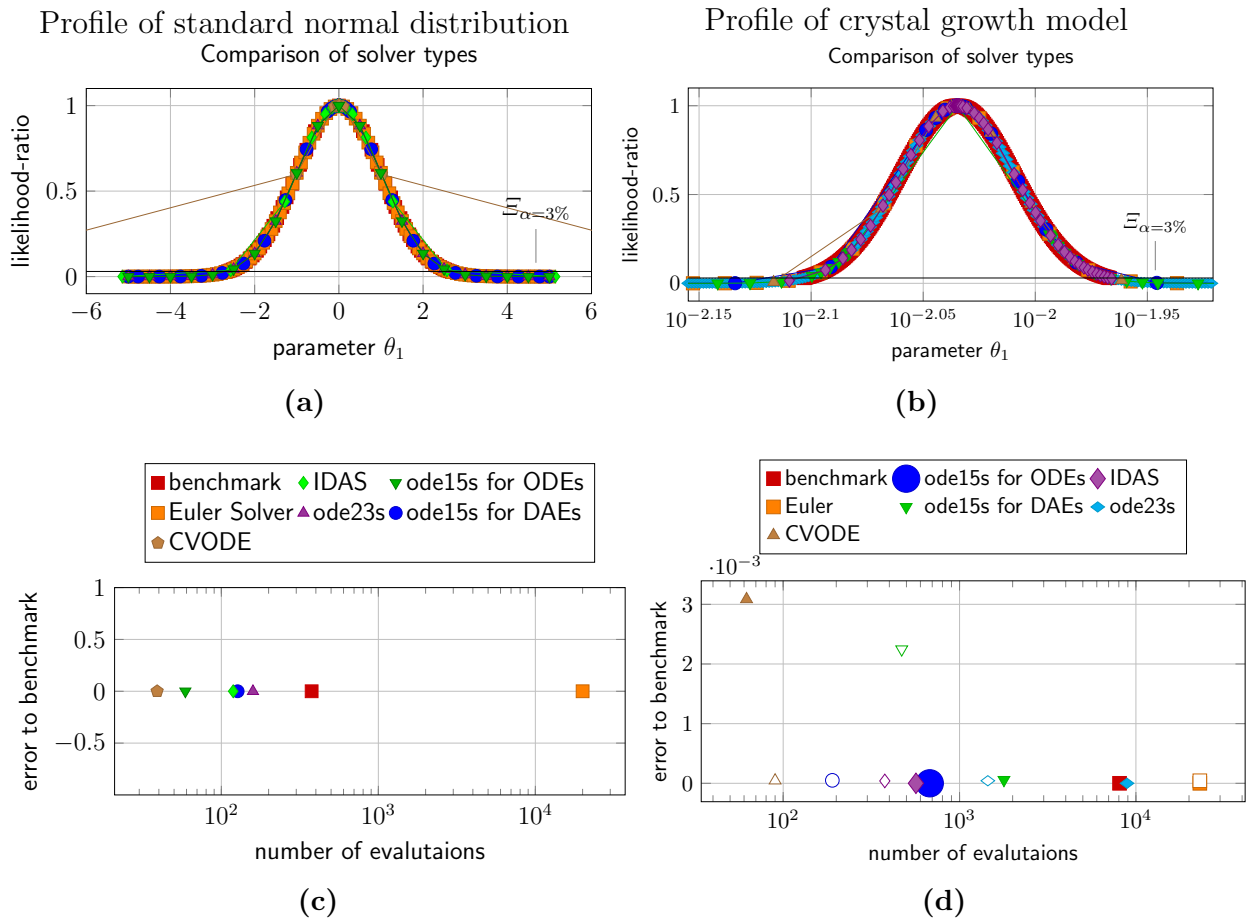 Profile of standard normal distribution
Comparison of solver types
likelihood-ratio
1
0.5
0
Ξα=3%
−6 −4 −2 0 2 4 6
parameter θ1
(a)
Profile of crystal growth model
Comparison of solver types
likelihood-ratio
1
0.5
0
Ξα=3%
10−2.15 10−2.1 10−2.05 10−2 10−1.95
parameter θ1
(b)
benchmark IDAS ode15s for ODEs
Euler Solver ode23s ode15s for DAEs
CVODE
error to benchmark
1
0.5
0
−0.5
102 103 104
number of evalutaions
(c)
benchmark ode15s for ODEs IDAS
Euler ode15s for DAEs ode23s
CVODE
·10−3
error to benchmark
3
2
1
0
102 103 104
number of evalutaions
(d)